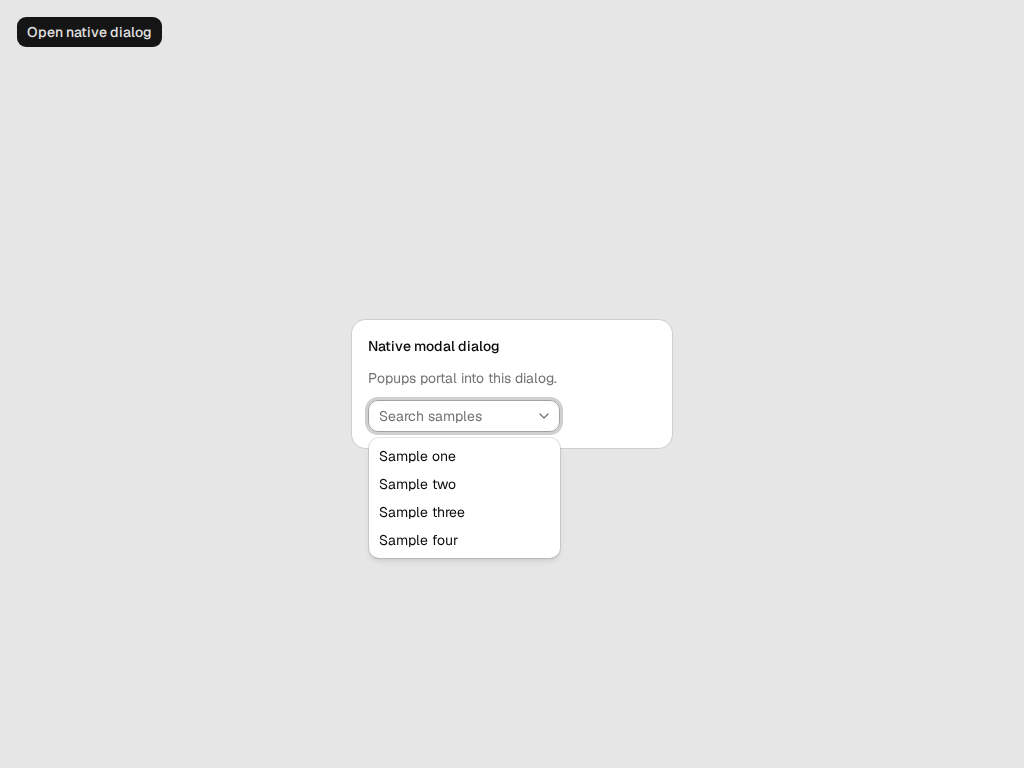 Open native dialog
Native modal dialog
Popups portal into this dialog.
Search samples
Sample one
Sample two
Sample three
Sample four